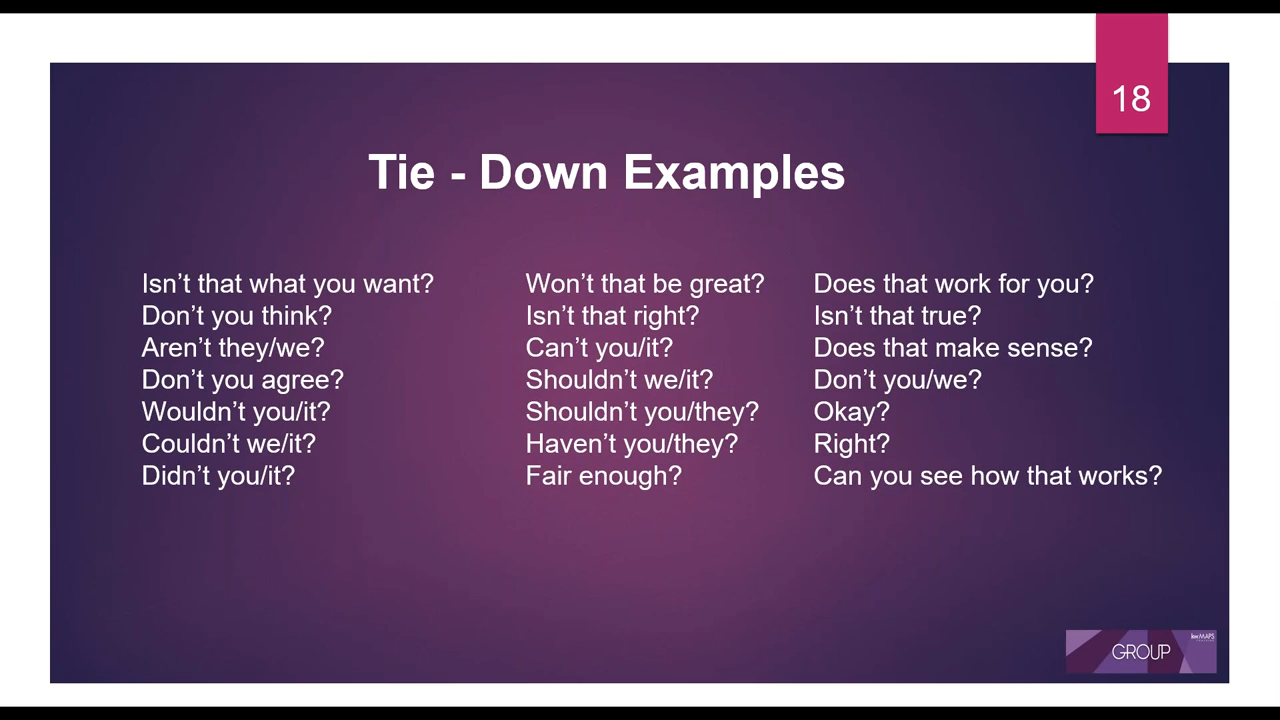 18
Tie - Down Examples
Isn’t that what you want?
Don’t you think?
Aren’t they/we?
Don’t you agree?
Wouldn’t you/it?
Couldn’t we/it?
Didn’t you/it?
Won’t that be great?
Isn’t that right?
Can’t you/it?
Shouldn’t we/it?
Shouldn’t you/they?
Haven’t you/they?
Fair enough?
Does that work for you?
Isn’t that true?
Does that make sense?
Don’t you/we?
Okay?
Right?
Can you see how that works?
kw MAPS
GROUP